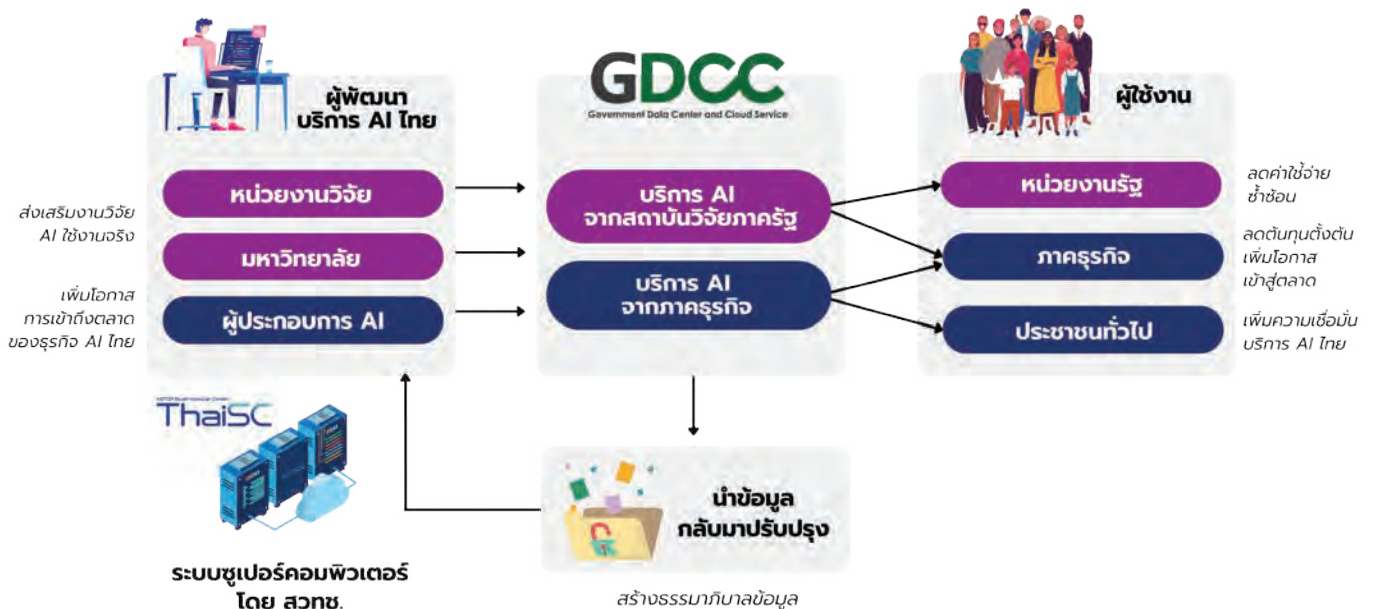 ผู้พัฒนา
บริการ AI ไทย
หน่วยงานวิจัย
มหาวิทยาลัย
ผู้ประกอบการ AI
ส่งเสริมงานวิจัย
AI ใช้งานจริง
เพิ่มโอกาส
การเข้าถึงตลาด
ของธุรกิจ AI ไทย
GDCC
Government Data Center and Cloud Service
บริการ AI
จากสถาบันวิจัยภาครัฐ
บริการ AI
จากภาคธุรกิจ
ผู้ใช้งาน
หน่วยงานรัฐ
ภาคธุรกิจ
ประชาชนทั่วไป
ลดค่าใช้จ่าย
ซ้ำซ้อน
ลดต้นทุนตั้งต้น
เพิ่มโอกาส
เข้าสู่ตลาด
เพิ่มความเชื่อมั่น
บริการ AI ไทย
ThaiSC
ระบบซูเปอร์คอมพิวเตอร์
โดย สวทช.
นำข้อมูล
กลับมาปรับปรุง
สร้างธรรมาภิบาลข้อมูล